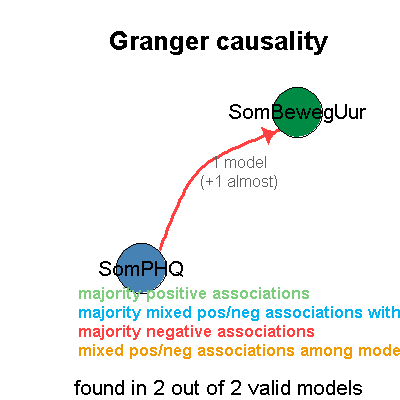 Granger causality
SomBewegUur
1 model
(+1 almost)
SomPHQ
majority positive associations
majority mixed pos/neg associations with
majority negative associations
mixed pos/neg associations among mode
found in 2 out of 2 valid models